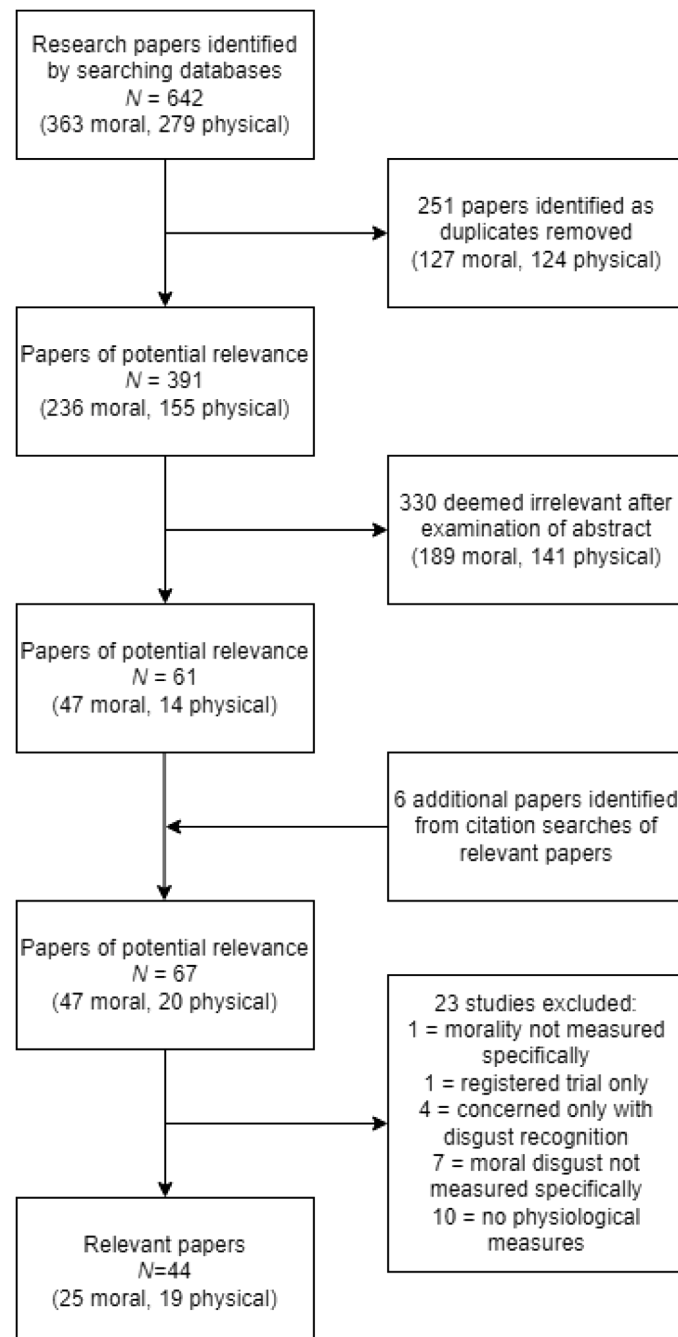 Research papers identified
by searching databases
N = 642
(363 moral, 279 physical)
251 papers identified as
duplicates removed
(127 moral, 124 physical)
Papers of potential relevance
N = 391
(236 moral, 155 physical)
330 deemed irrelevant after
examination of abstract
(189 moral, 141 physical)
Papers of potential relevance
N = 61
(47 moral, 14 physical)
6 additional papers identified
from citation searches of
relevant papers
Papers of potential relevance
N = 67
(47 moral, 20 physical)
23 studies excluded:
1 = morality not measured
specifically
1 = registered trial only
4 = concerned only with
disgust recognition
7 = moral disgust not
measured specifically
10 = no physiological
measures
Relevant papers
N=44
(25 moral, 19 physical)